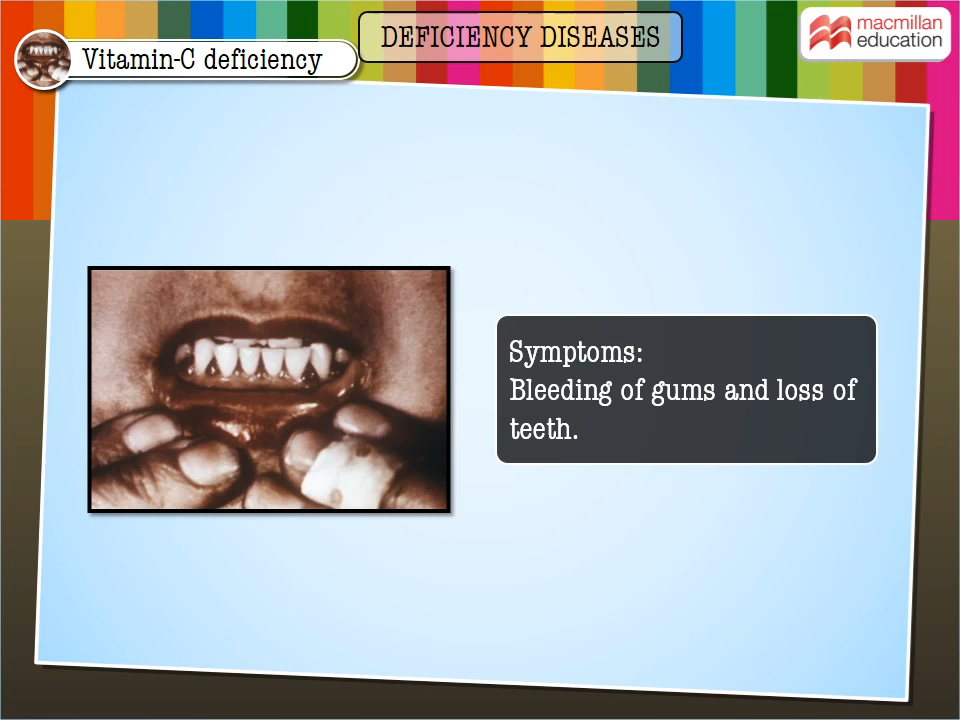 DEFICIENCY DISEASES
macmillan
education
Vitamin-C deficiency
Symptoms:
Bleeding of gums and loss of
teeth.